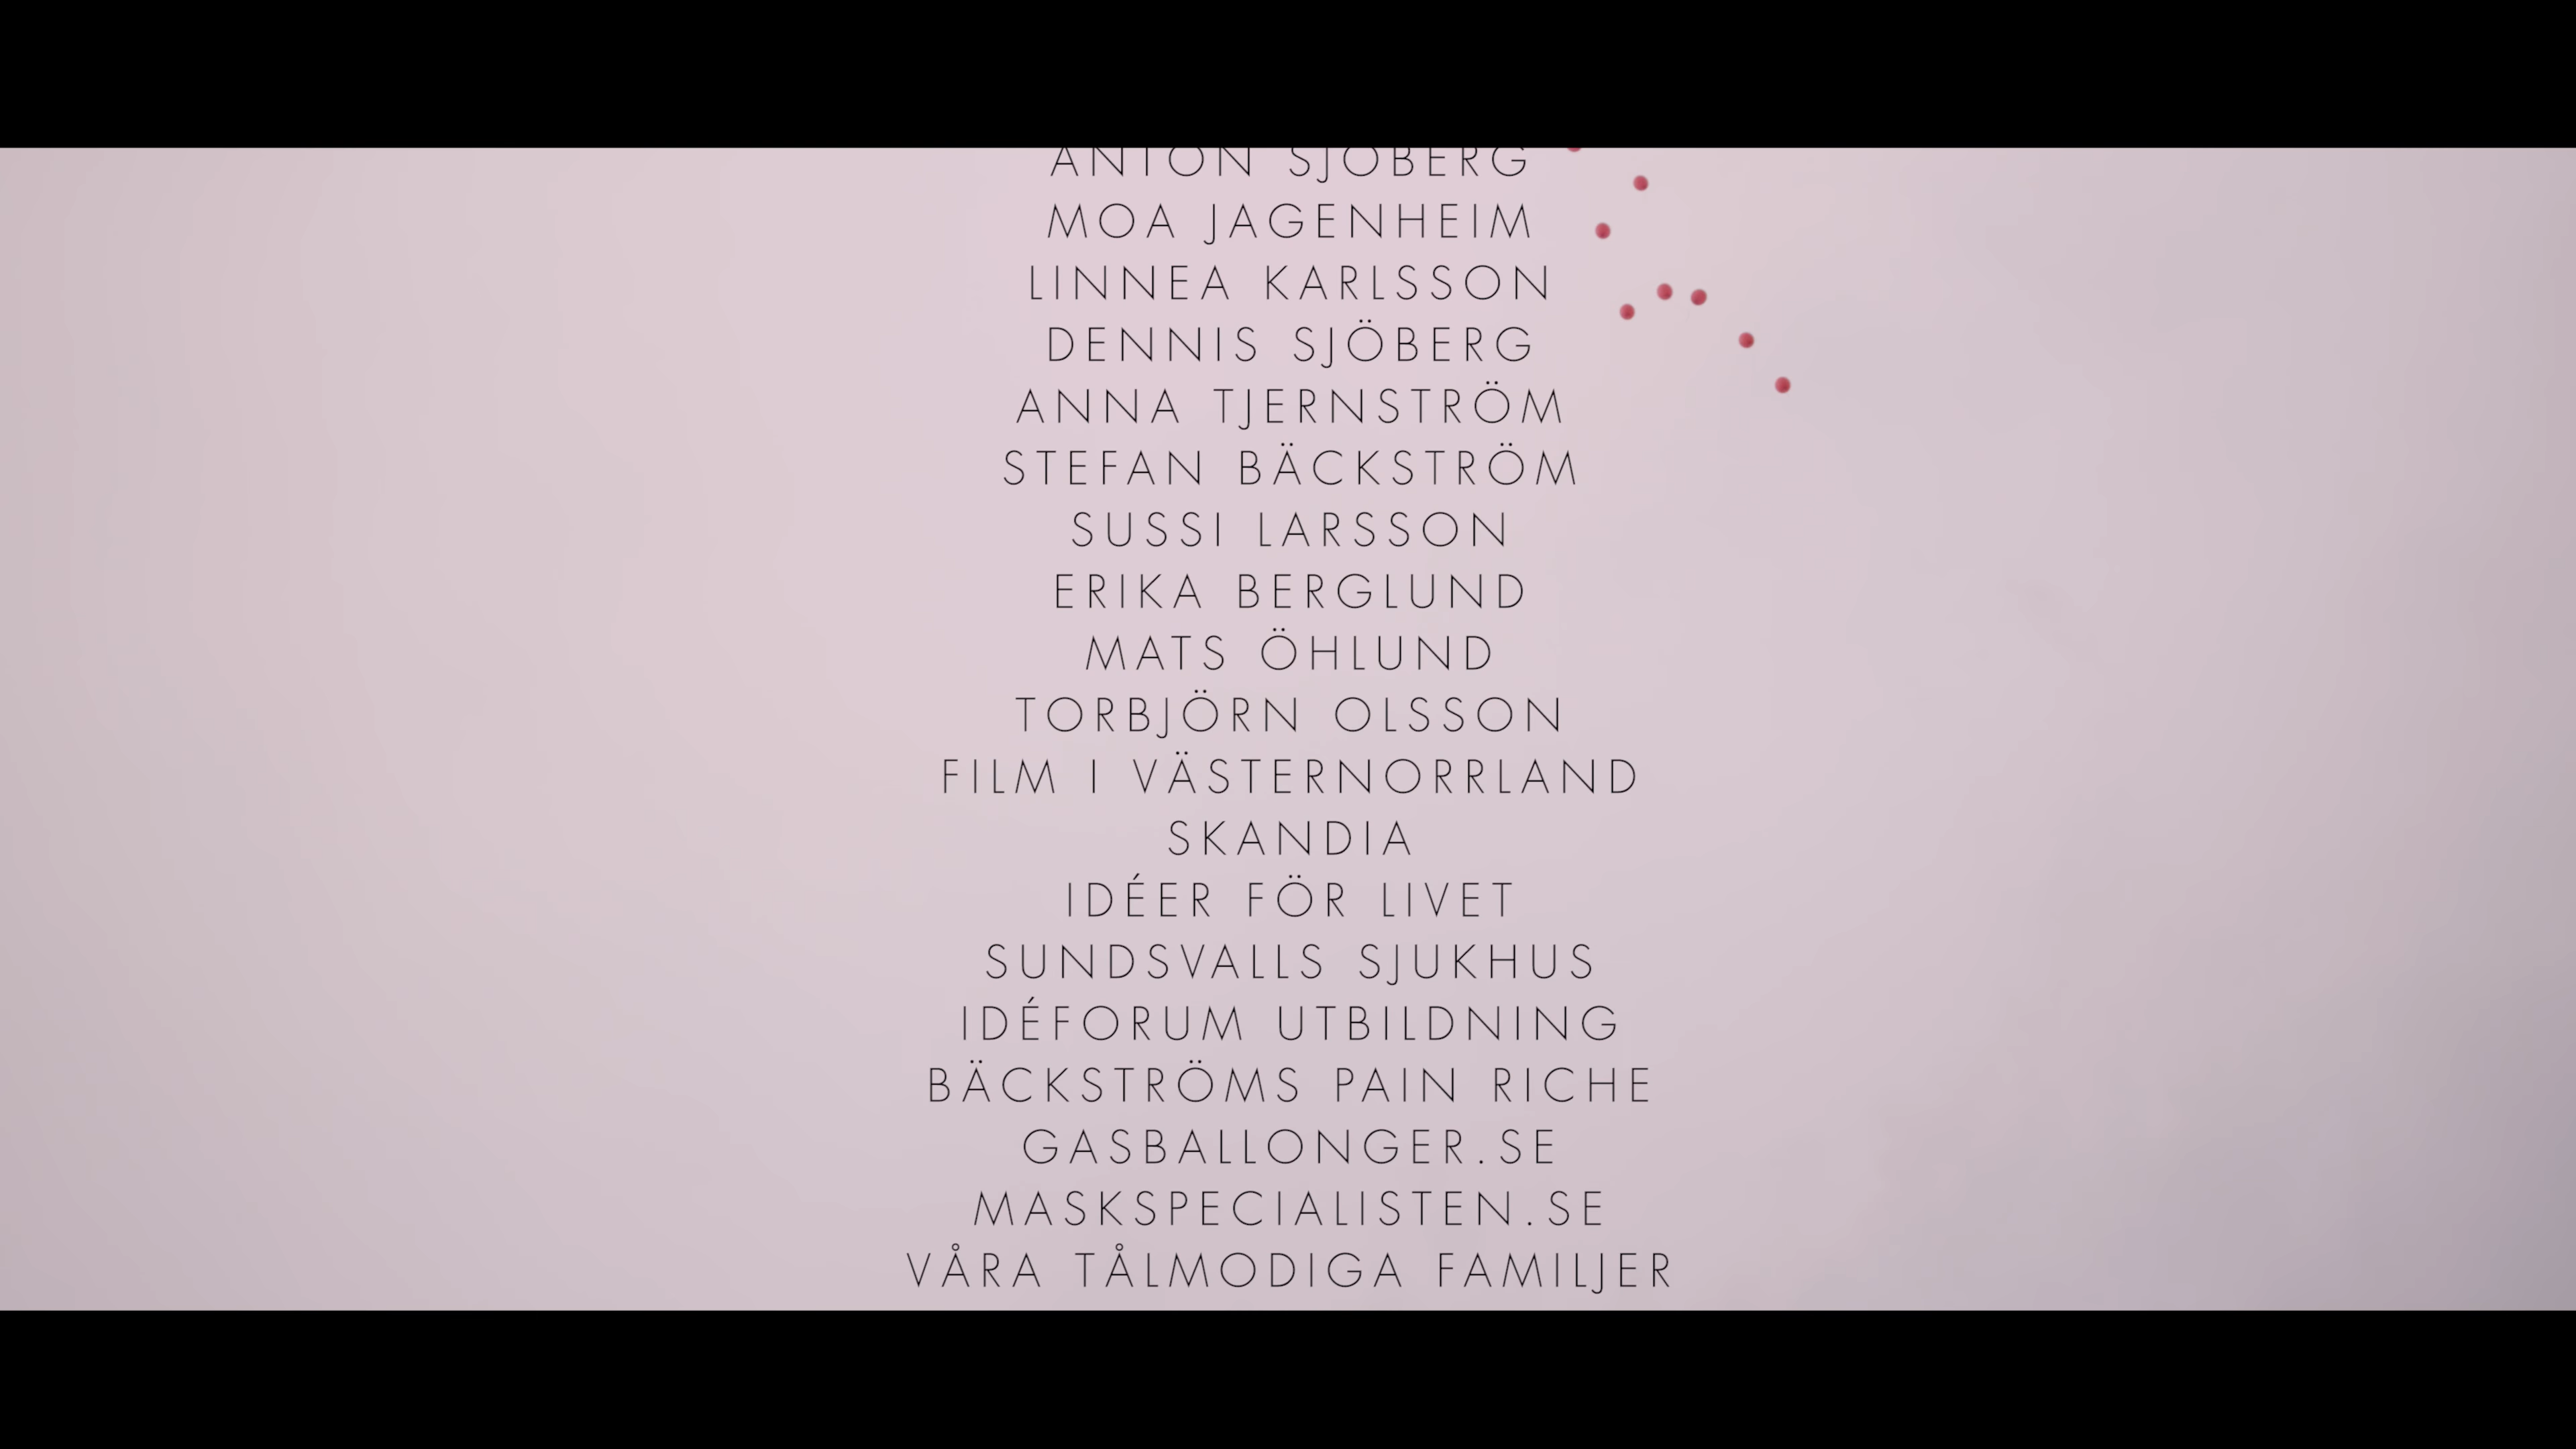 ANTON SJÖBERG
MOA JAGENHEIM
LINNEA KARLSSON
DENNIS SJÖBERG
ANNA TJERNSTRÖM
STEFAN BÄCKSTRÖM
SUSSI LARSSON
ERIKA BERGLUND
MATS ÖHLUND
TORBJÖRN OLSSON
FILM I VÄSTERNORRLAND
SKANDIA
IDÉER FÖR LIVET
SUNDSVALLS SJUKHUS
IDÉFORUM UTBILDNING
BÄCKSTRÖMS PAIN RICHE
GASBALLONGER.SE
MASKSPECIALISTEN.SE
VÅRA TÅLMODIGA FAMILJER